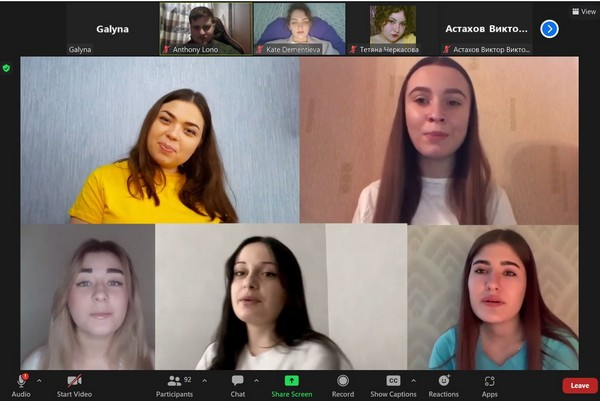 View
Galyna
Астахов Викто...
Galyna
Anthony Lono
Kate Dementieva
Тетяна Черкасова
Астахов Виктор Викто...
92
CC
Audio
Start Video
Participants
Chat
Share Screen
Record
Show Captions
Reactions
Apps
Leave